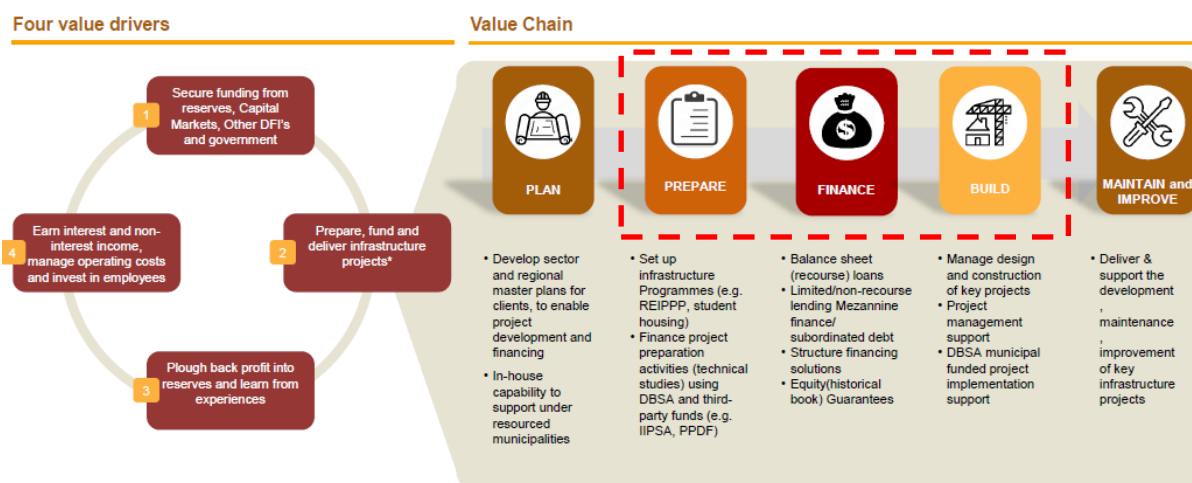 Four value drivers
1
Secure funding from
reserves, Capital
Markets, Other DFI's
and government
2
Prepare, fund and
deliver infrastructure
projects*
3
Plough back profit into
reserves and learn from
experiences
4
Earn interest and non-
interest income,
manage operating costs
and invest in employees
Value Chain
PLAN
• Develop sector
and regional
master plans for
clients, to enable
project
development and
financing
• In-house
capability to
support under
resourced
municipalities
PREPARE
• Set up
infrastructure
Programmes (e.g.
REIPPP, student
housing)
• Finance project
preparation
activities (technical
studies) using
DBSA and third-
party funds (e.g.
IIPSA, PPDF)
$
FINANCE
• Balance sheet
(recourse) loans
• Limited/non-recourse
lending Mezzannine
finance/
subordinated debt
• Structure financing
solutions
• Equity(historical
book) Guarantees
BUILD
• Manage design
and construction
of key projects
• Project
management
support
• DBSA municipal
funded project
implementation
support
MAINTAIN and
IMPROVE
• Deliver &
support the
development
,
maintenance
,
improvement
of key
infrastructure
projects